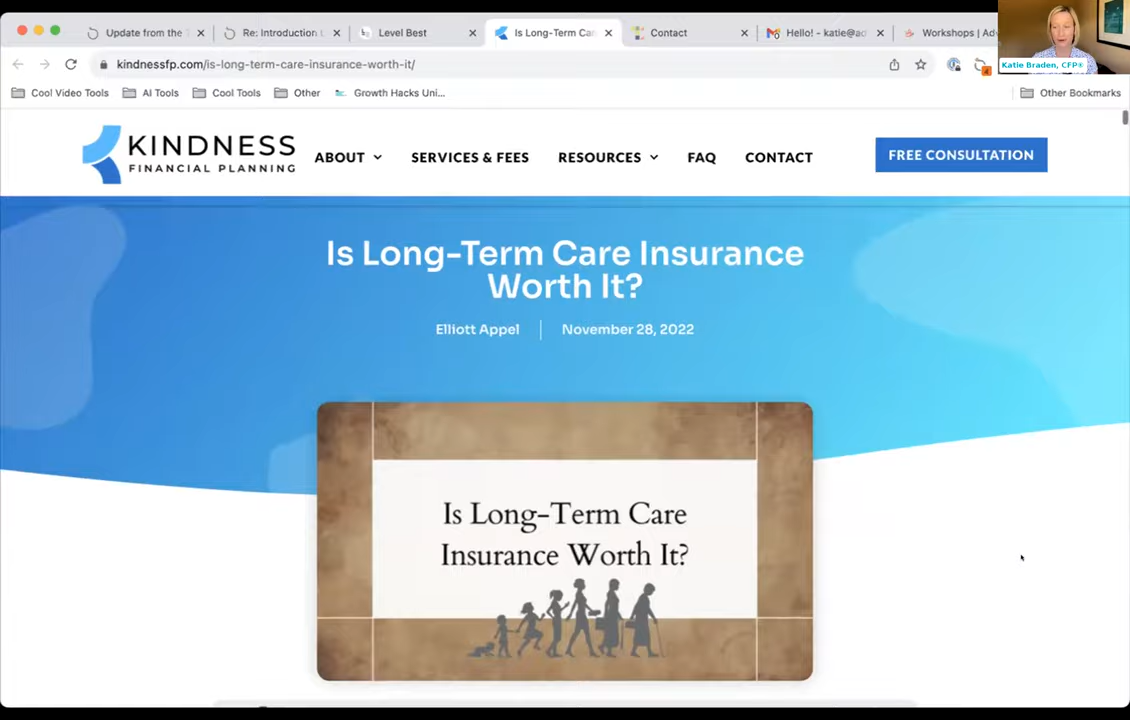 Update from the
Re: Introduction
Level Best
Is Long-Term Car
Contact
Hello! - katie@ad
Workshops | Adv
Katie Braden, CFP®
kindnessfp.com/is-long-term-care-insurance-worth-it/
4
Cool Video Tools
AI Tools
Cool Tools
Other
Growth Hacks Uni...
Other Bookmarks
KINDNESS
FINANCIAL PLANNING
ABOUT
SERVICES & FEES
RESOURCES
FAQ
CONTACT
FREE CONSULTATION
Is Long-Term Care Insurance
Worth It?
Elliott Appel
November 28, 2022
Is Long-Term Care
Insurance Worth It?